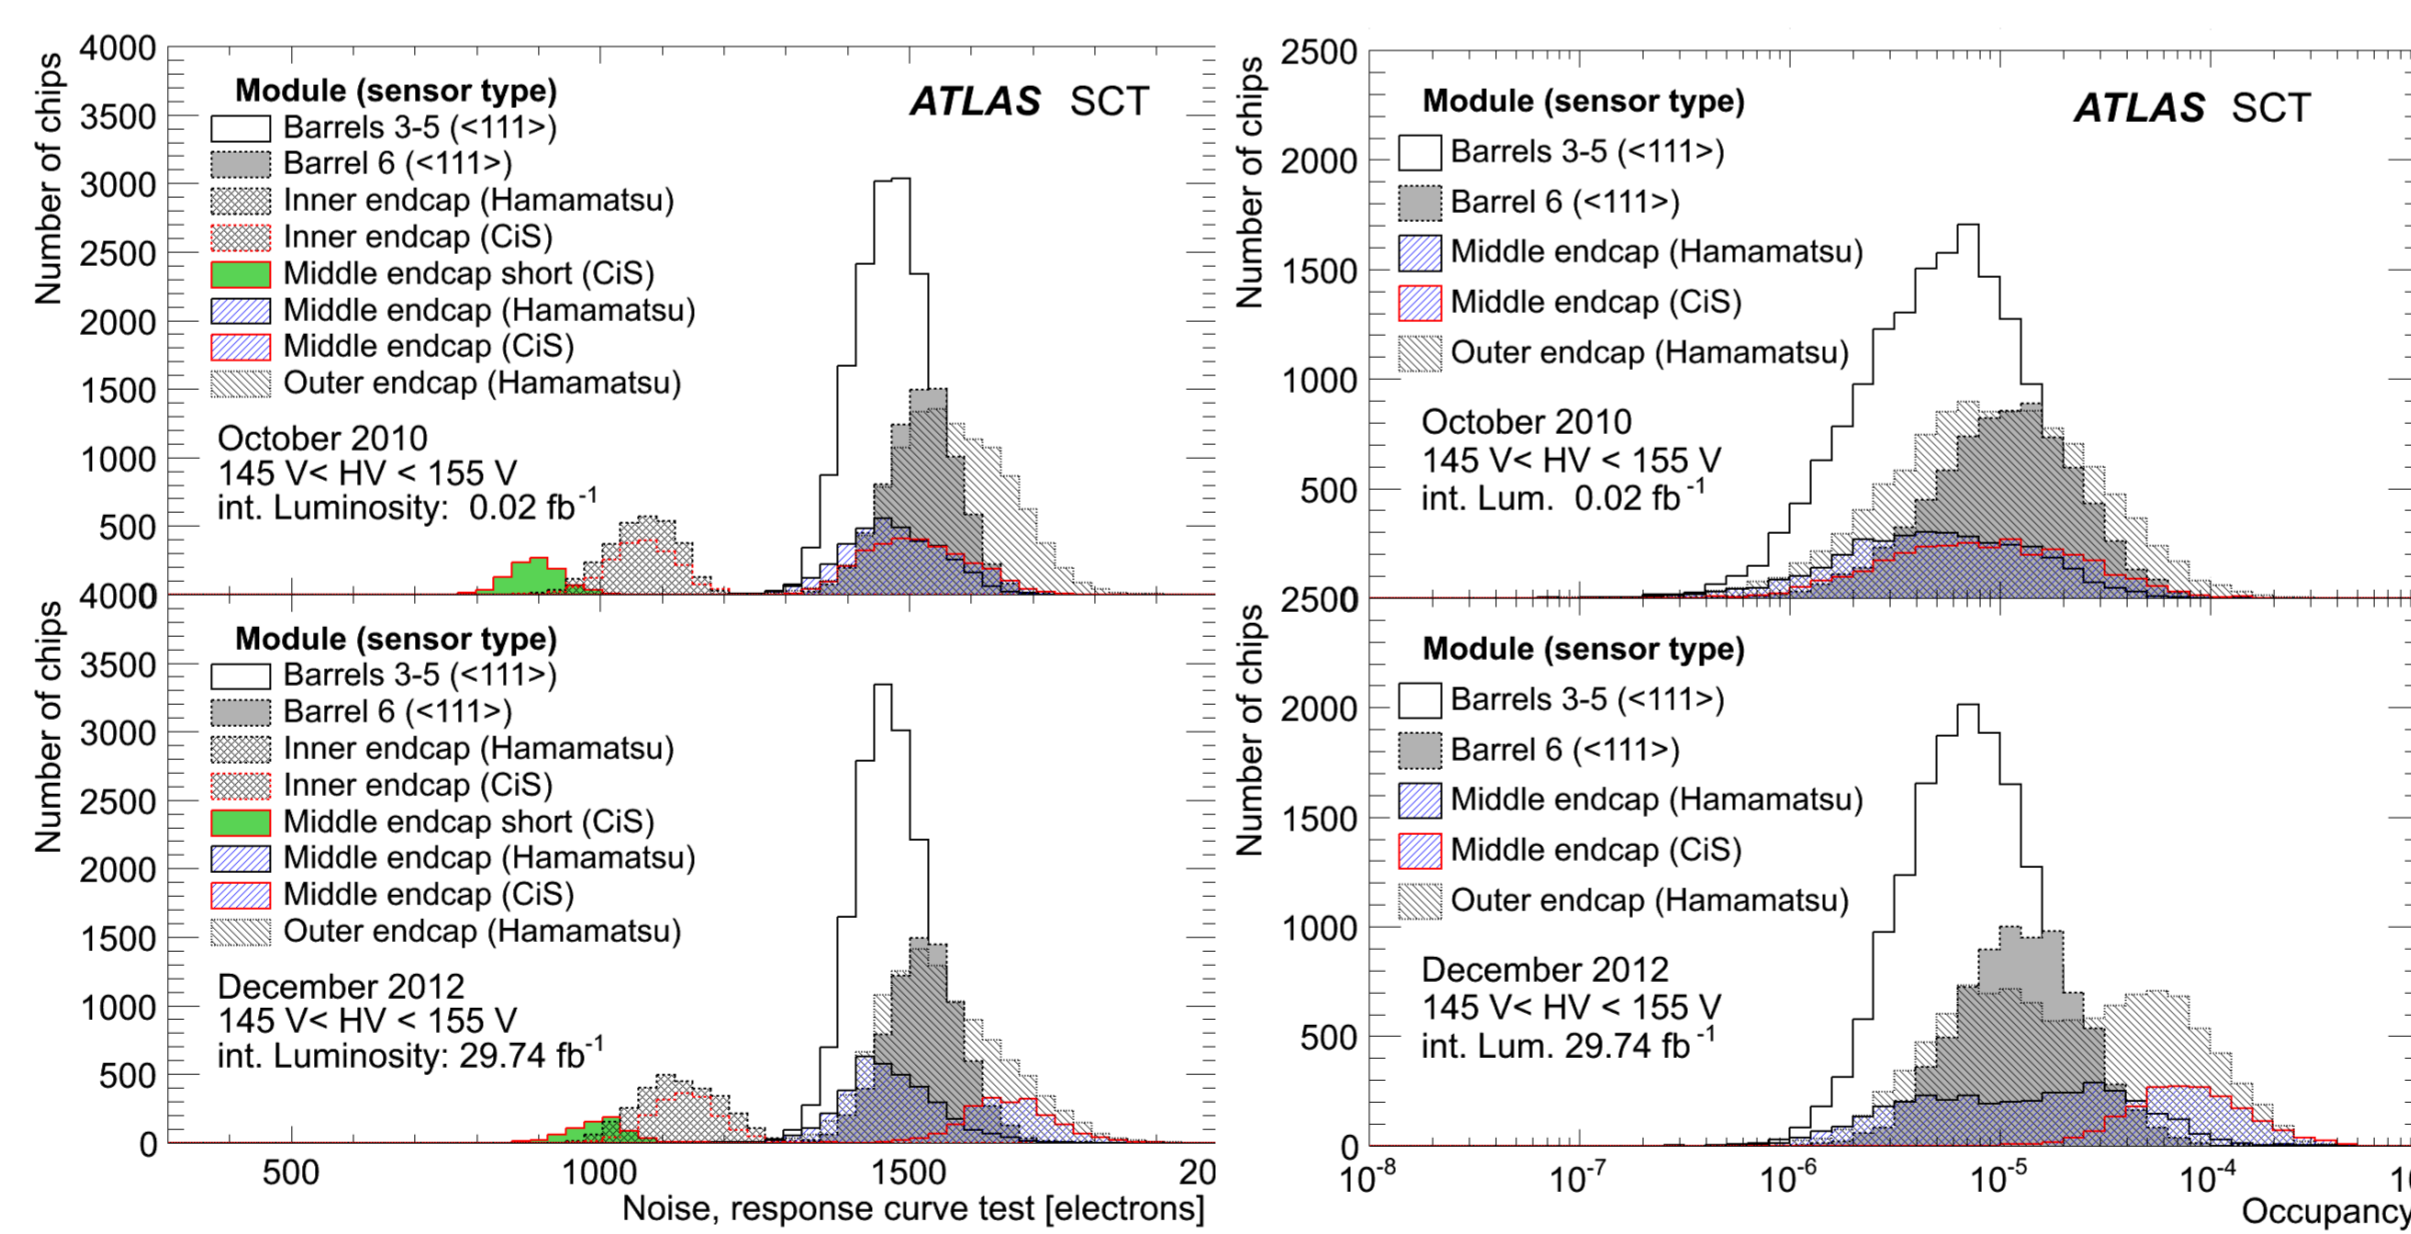 4000
3500
3000
2500
2000
1500
1000
500
4000
0
Number of chips
Module (sensor type)
Barrels 3-5 (<111>)
Barrel 6 (<111>)
Inner endcap (Hamamatsu)
Inner endcap (CiS)
Middle endcap short (CiS)
Middle endcap (Hamamatsu)
Middle endcap (CiS)
Outer endcap (Hamamatsu)
October 2010
145 V< HV < 155 V
int. Luminosity: 0.02 fb-1
ATLAS SCT
3500
3000
2500
2000
1500
1000
500
0
Number of chips
Module (sensor type)
Barrels 3-5 (<111>)
Barrel 6 (<111>)
Inner endcap (Hamamatsu)
Inner endcap (CiS)
Middle endcap short (CiS)
Middle endcap (Hamamatsu)
Middle endcap (CiS)
Outer endcap (Hamamatsu)
December 2012
145 V< HV < 155 V
int. Luminosity: 29.74 fb-1
500 1000 1500 20
Noise, response curve test [electrons]
2500
2000
1500
1000
500
2500
Number of chips
Module (sensor type)
Barrels 3-5 (<111>)
Barrel 6 (<111>)
Middle endcap (Hamamatsu)
Middle endcap (CiS)
Outer endcap (Hamamatsu)
October 2010
145 V< HV < 155 V
int. Lum. 0.02 fb-1
ATLAS SCT
2000
1500
1000
500
0
Number of chips
Module (sensor type)
Barrels 3-5 (<111>)
Barrel 6 (<111>)
Middle endcap (Hamamatsu)
Middle endcap (CiS)
Outer endcap (Hamamatsu)
December 2012
145 V< HV < 155 V
int. Lum. 29.74 fb-1
10-8 10-7 10-6 10-5 10-4
Occupancy